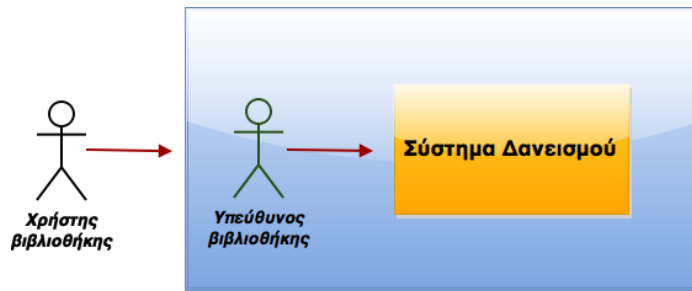 Σύστημα Δανεισμού
Χρήστης
βιβλιοθήκης
Υπεύθυνος
βιβλιοθήκης